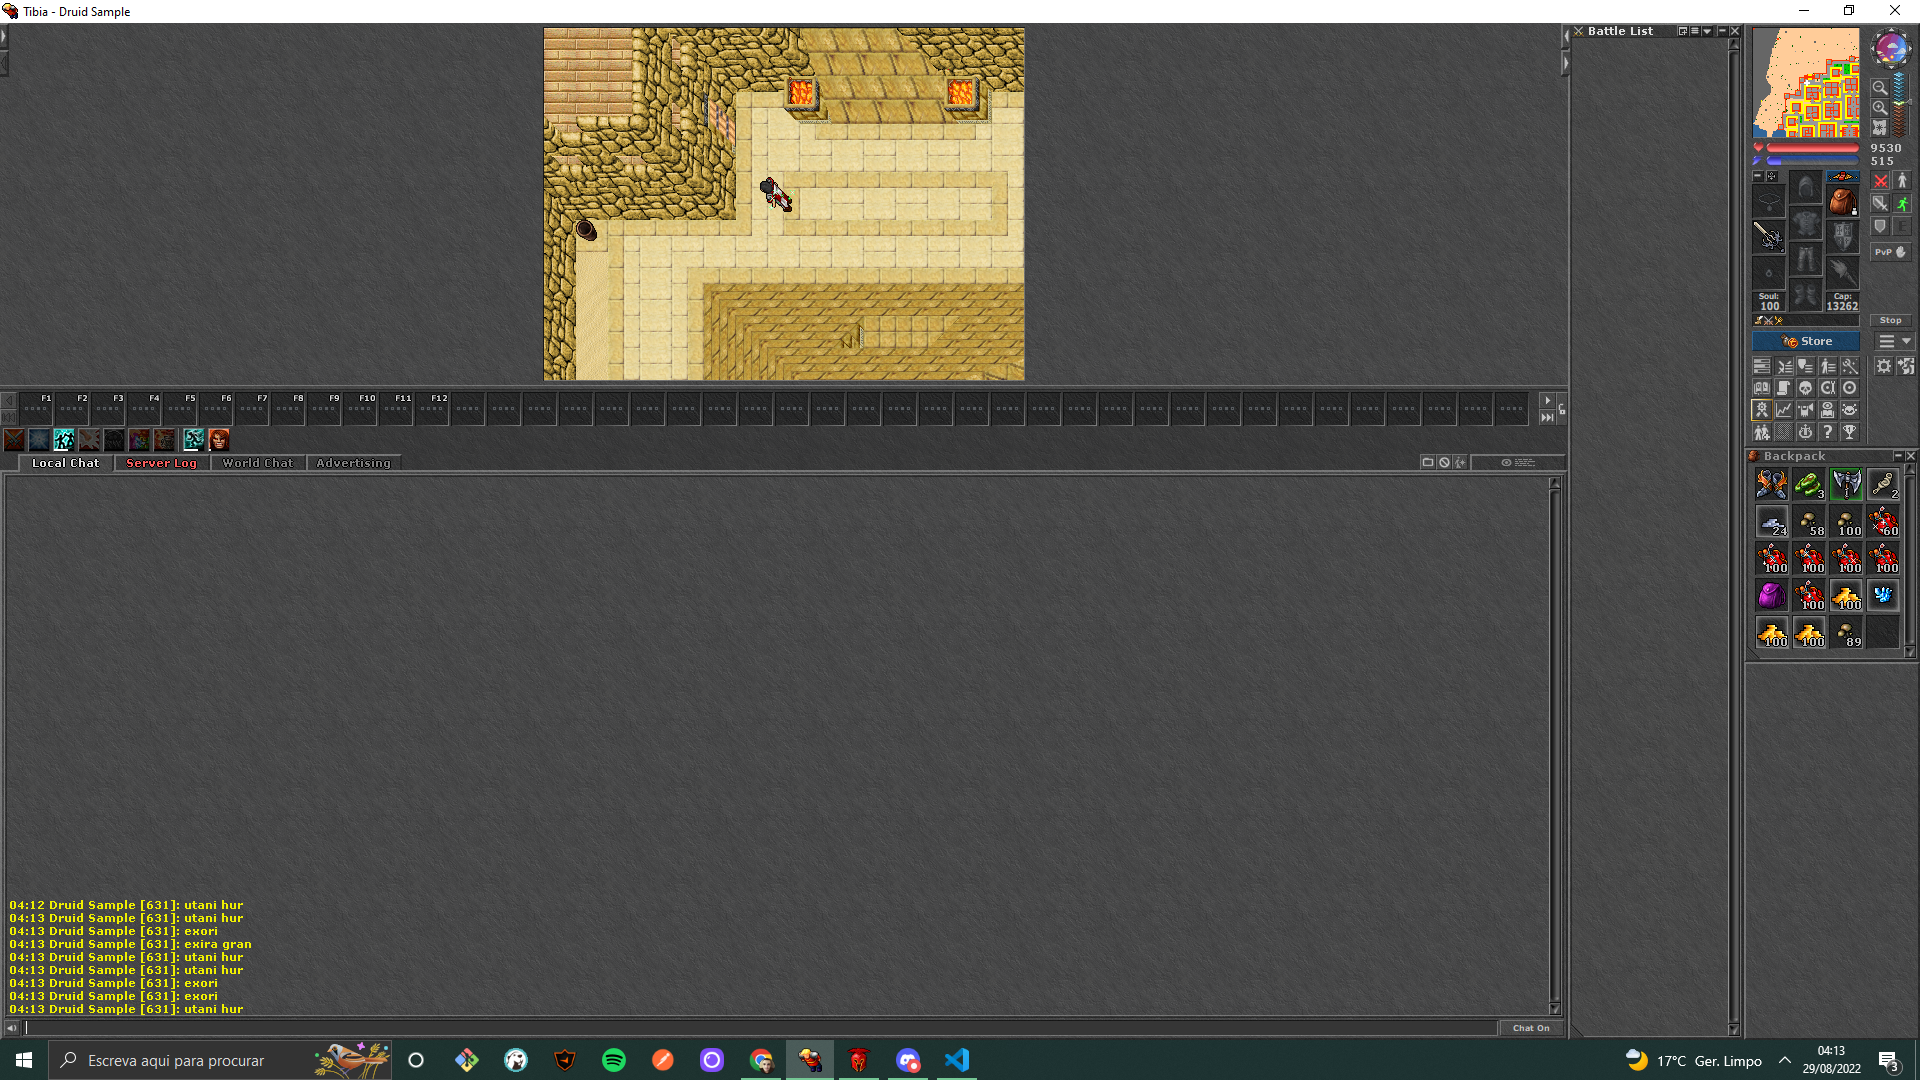 Tibia - Druid Sample
Battle List
9530
515
Soul:
100
Cap:
13262
PvP
Stop
Store
F1 F2 F3 F4 F5 F6 F7 F8 F9 F10 F11 F12
Local Chat
Server Log
World Chat
Advertising
Backpack
3
2
24
58
100
60
100
100
100
100
100
100
100
100
89
04:12 Druid Sample [631]: utani hur
04:13 Druid Sample [631]: utani hur
04:13 Druid Sample [631]: exori
04:13 Druid Sample [631]: exira gran
04:13 Druid Sample [631]: utani hur
04:13 Druid Sample [631]: utani hur
04:13 Druid Sample [631]: exori
04:13 Druid Sample [631]: exori
04:13 Druid Sample [631]: utani hur
Chat On
Escreva aqui para procurar
17°C Ger. Limpo
04:13
29/08/2022
3